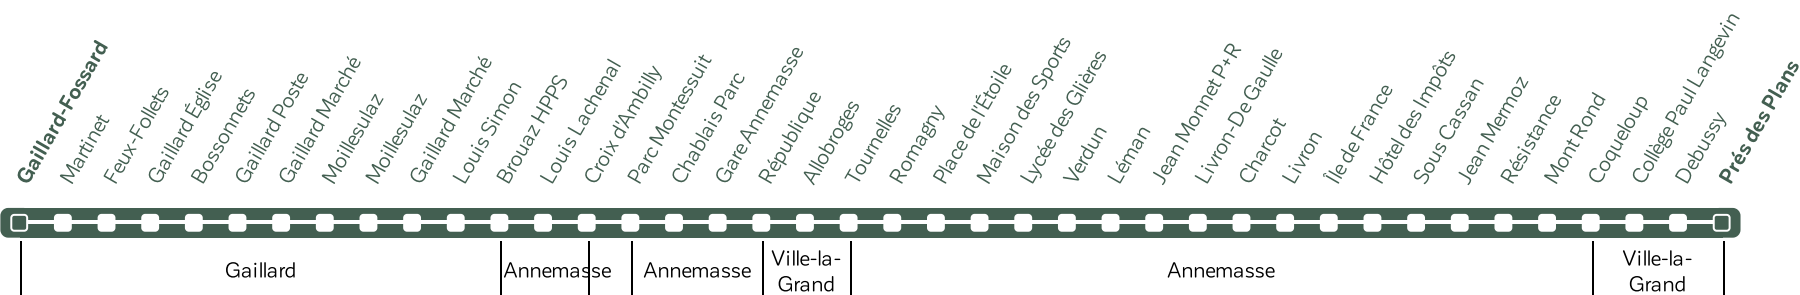 Gaillard-Fossard
Martinet
Feux-Follets
Gaillard Église
Bossonnets
Gaillard Poste
Gaillard Marché
Moillesulaz
Moillesulaz
Gaillard Marché
Louis Simon
Brouaz HPPS
Louis Lachenal
Croix d'Ambilly
Parc Montessuit
Chablais Parc
Gare Annemasse
République
Allobroges
Tournelles
Romagny
Place de l'Étoile
Maison des Sports
Lycée des Glières
Verdun
Léman
Jean Monnet P+R
Livron-De Gaulle
Charcot
Livron
Île de France
Hôtel des Impôts
Sous Cassan
Jean Mermoz
Résistance
Mont Rond
Coqueloup
Collège Paul Langevin
Debussy
Prés des Plans
Gaillard
Annemasse
Annemasse
Ville-la-
Grand
Annemasse
Ville-la-
Grand